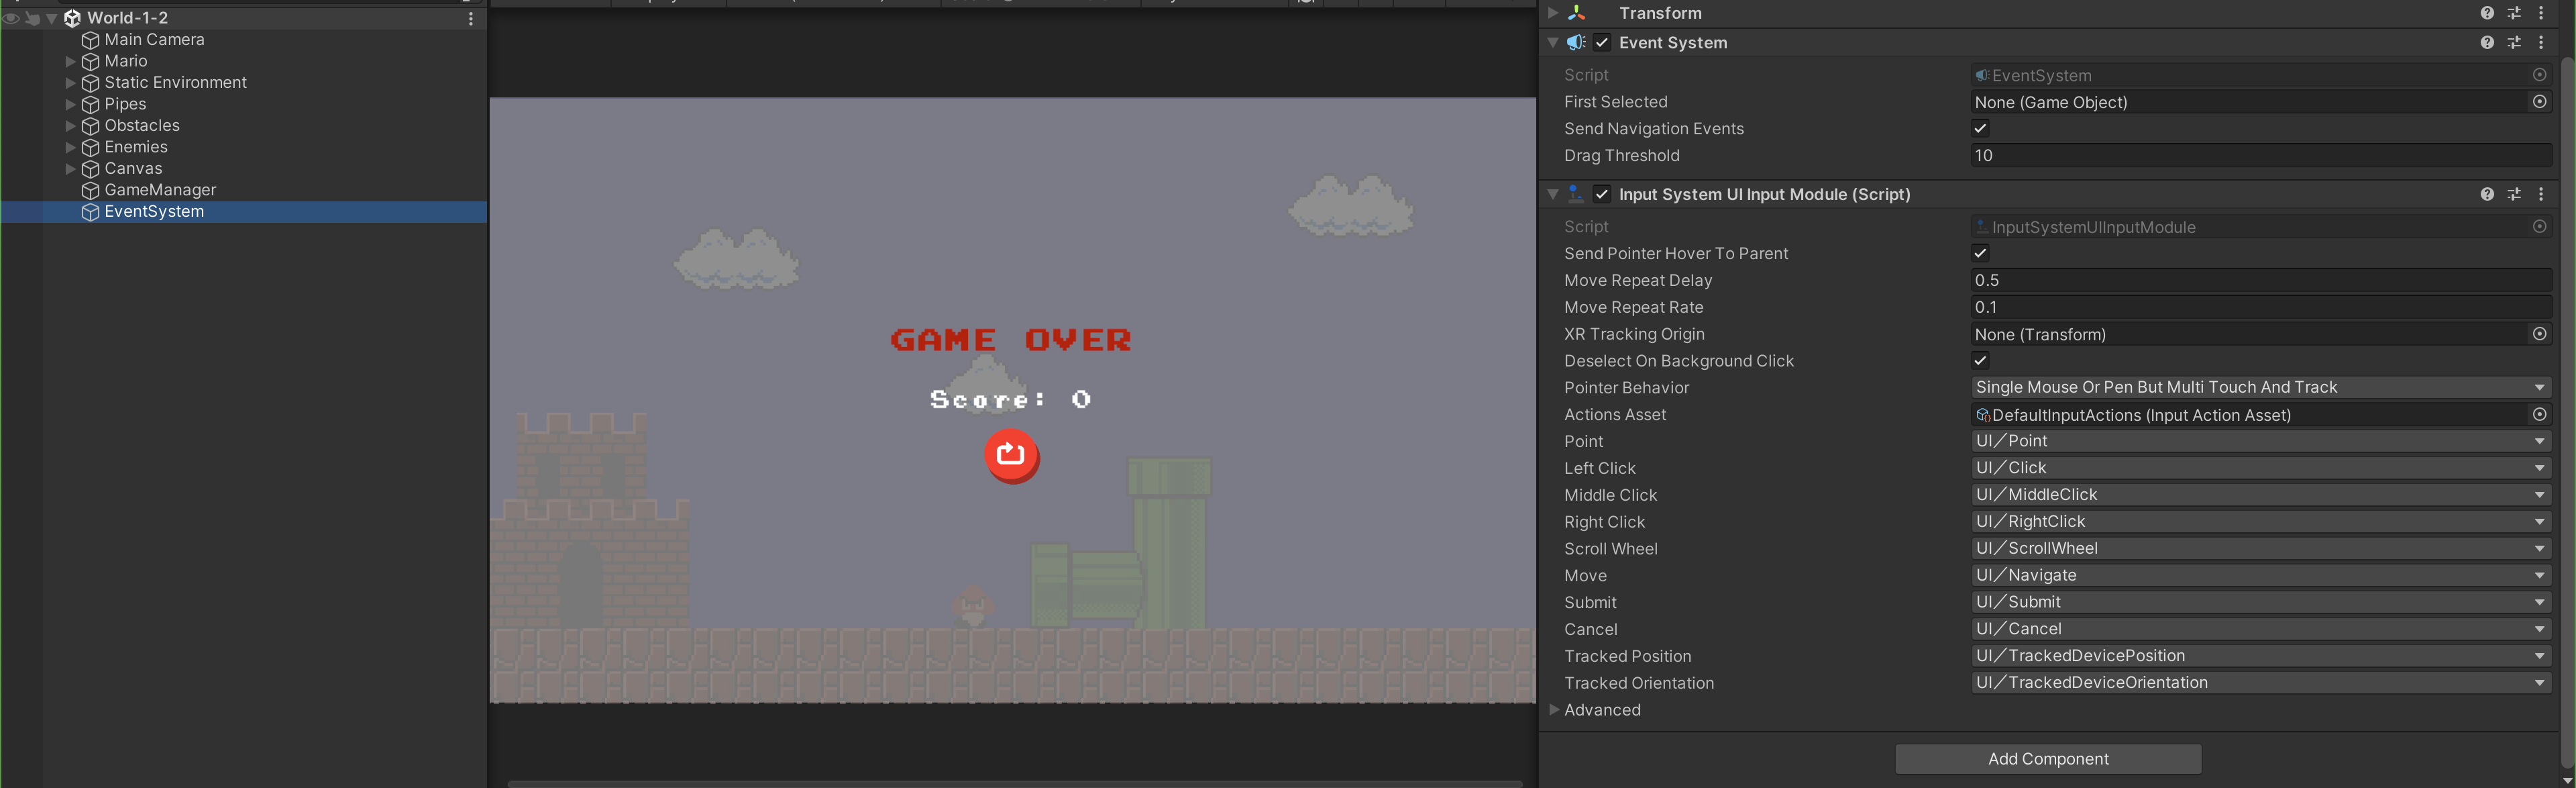 World-1-2
Main Camera
Mario
Static Environment
Pipes
Obstacles
Enemies
Canvas
GameManager
EventSystem
GAME OVER
Score: 0
Transform
Event System
Script
EventSystem
First Selected
None (Game Object)
Send Navigation Events
Drag Threshold
10
Input System UI Input Module (Script)
Script
InputSystemUIInputModule
Send Pointer Hover To Parent
Move Repeat Delay
0.5
Move Repeat Rate
0.1
XR Tracking Origin
None (Transform)
Deselect On Background Click
Pointer Behavior
Single Mouse Or Pen But Multi Touch And Track
Actions Asset
DefaultInputActions (Input Action Asset)
Point
UI/Point
Left Click
UI/Click
Middle Click
UI/MiddleClick
Right Click
UI/RightClick
Scroll Wheel
UI/ScrollWheel
Move
UI/Navigate
Submit
UI/Submit
Cancel
UI/Cancel
Tracked Position
UI/TrackedDevicePosition
Tracked Orientation
UI/TrackedDeviceOrientation
Advanced
Add Component